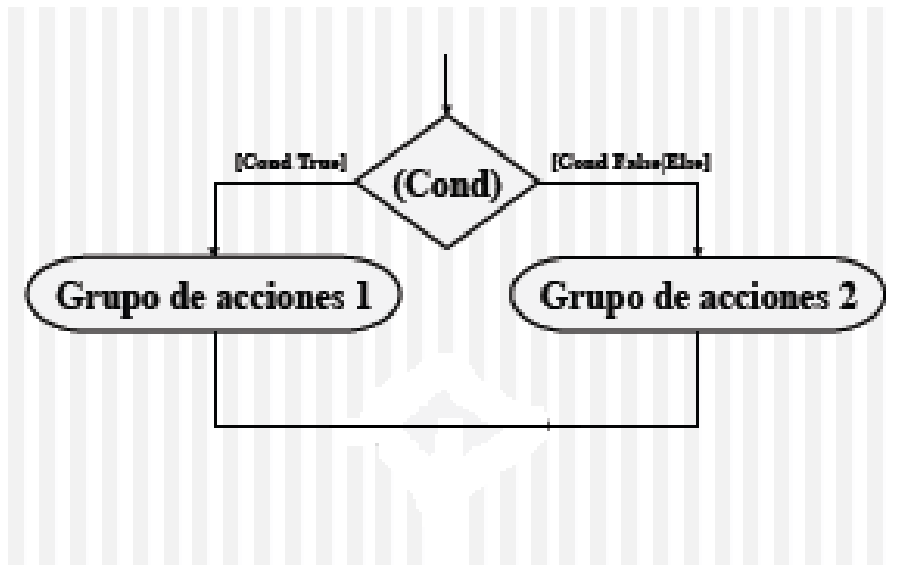 [Cond True]
[Cond False|Else]
(Cond)
Grupo de acciones 1
Grupo de acciones 2